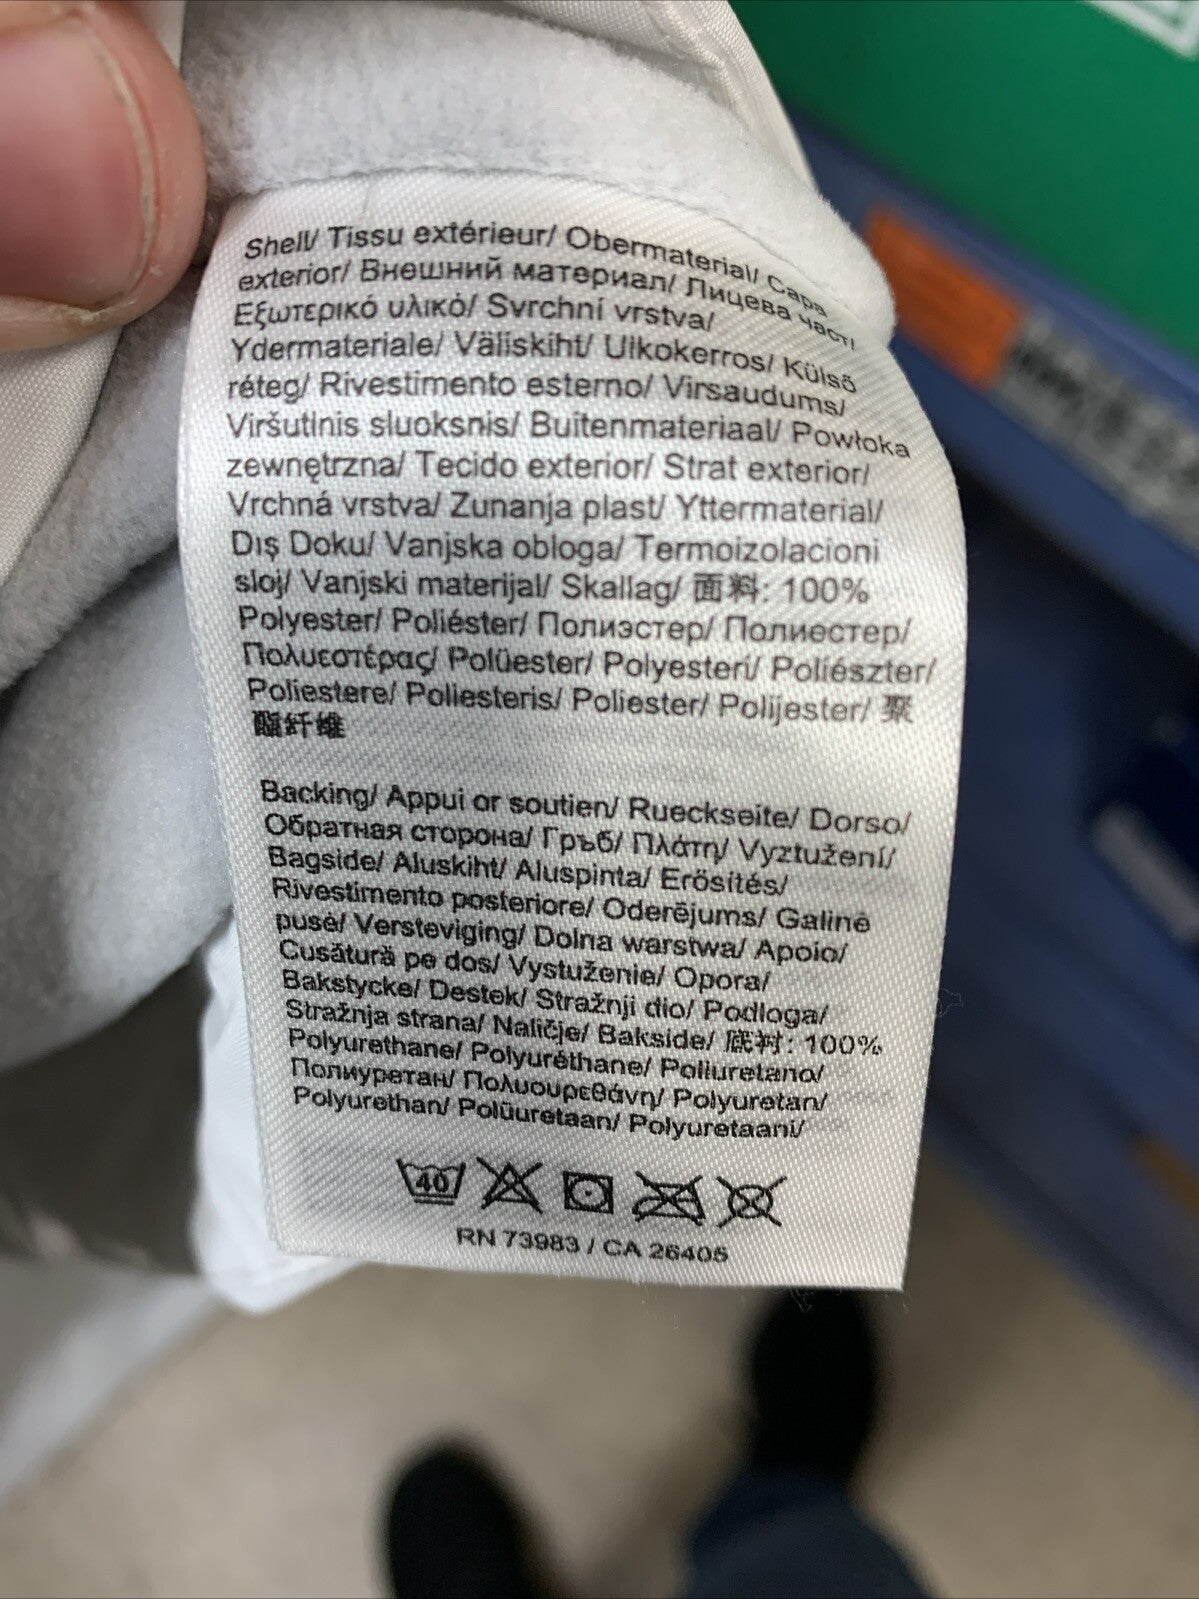 Shell/ Tissu extérieur/ Obermaterial/ Capa
exterior/ Внешний материал/ Лицева част/
Εξωτερικό υλικό/ Svrchní vrstva/
Ydermateriale/ Väliskiht/ Ulkokerros/ Külső
réteg/ Rivestimento esterno/ Virsaudums/
Viršutinis sluoksnis/ Buitenmateriaal/ Powłoka
zewnętrzna/ Tecido exterior/ Strat exterior/
Vrchná vrstva/ Zunanja plast/ Yttermaterial/
Dış Doku/ Vanjska obloga/ Termoizolacioni
sloj/ Vanjski materijal/ Skallag/ 面料: 100%
Polyester/ Poliéster/ Полиэстер/ Полиестер/
Πολυεστέρας/ Polüester/ Polyesteri/ Poliészter/
Poliestere/ Poliesteris/ Poliester/ Polijester/ 聚
酯纤维
Backing/ Appui or soutien/ Rueckseite/ Dorso/
Обратная сторона/ Гръб/ Πλάτη/ Vyztužení/
Bagside/ Aluskiht/ Aluspinta/ Erősítés/
Rivestimento posteriore/ Oderējums/ Galinė
pusė/ Versteviging/ Dolna warstwa/ Apoio/
Cusătură pe dos/ Vystuženie/ Opora/
Bakstycke/ Destek/ Stražnji dio/ Podloga/
Stražnja strana/ Naličje/ Bakside/ 底衬: 100%
Polyurethane/ Polyuréthane/ Poliuretano/
Полиуретан/ Πολυουρεθάνη/ Polyuretan/
Polyurethan/ Polüuretaan/ Polyuretaani/
40
RN 73983 / CA 26405